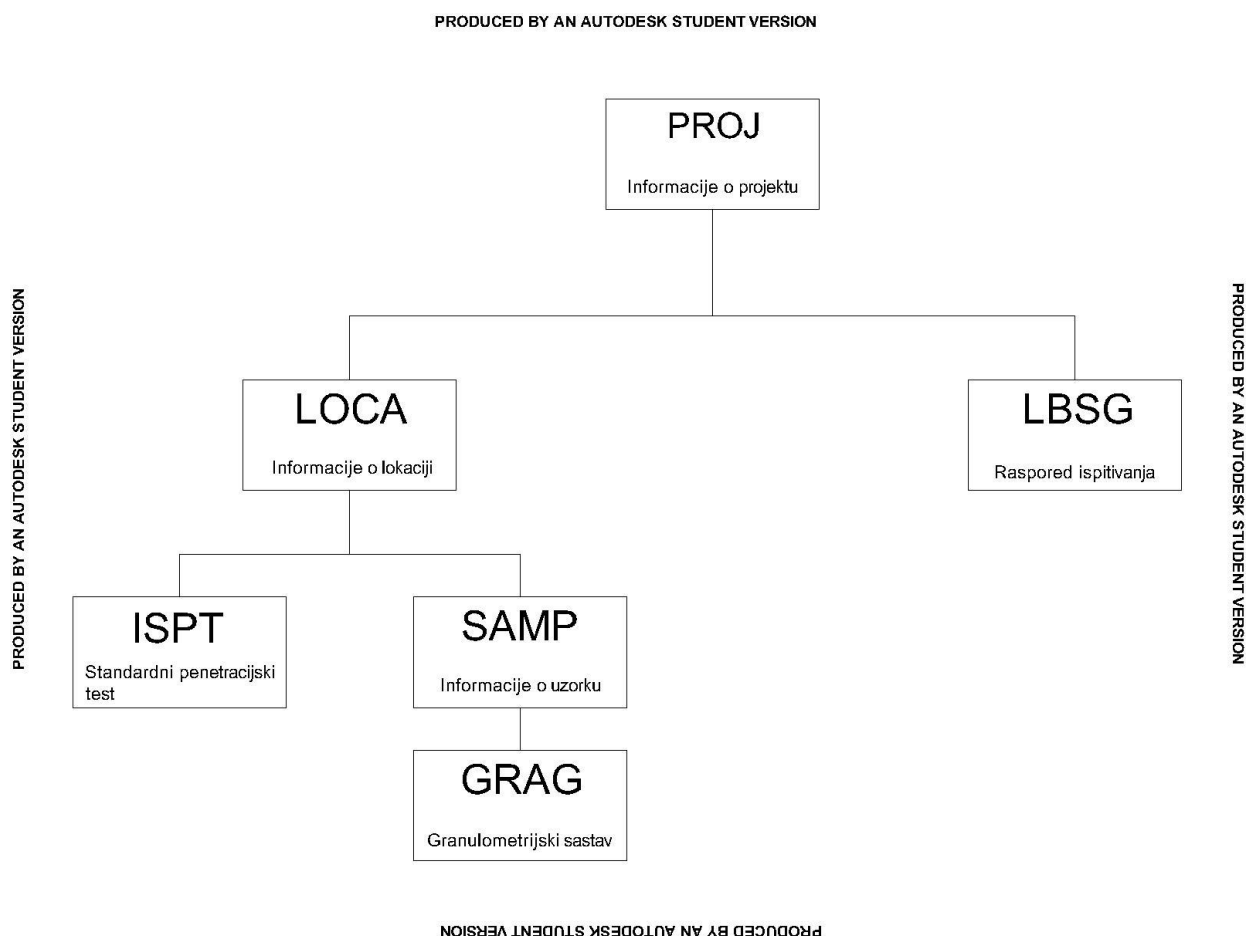 PRODUCED BY AN AUTODESK STUDENT VERSION
PROJ
Informacije o projektu
LOCA
Informacije o lokaciji
LBSG
Raspored ispitivanja
ISPT
Standardni penetracijski
test
SAMP
Informacije o uzorku
GRAG
Granulometrijski sastav
PRODUCED BY AN AUTODESK STUDENT VERSION
PRODUCED BY AN AUTODESK STUDENT VERSION
PRODUCED BY AN AUTODESK STUDENT VERSION